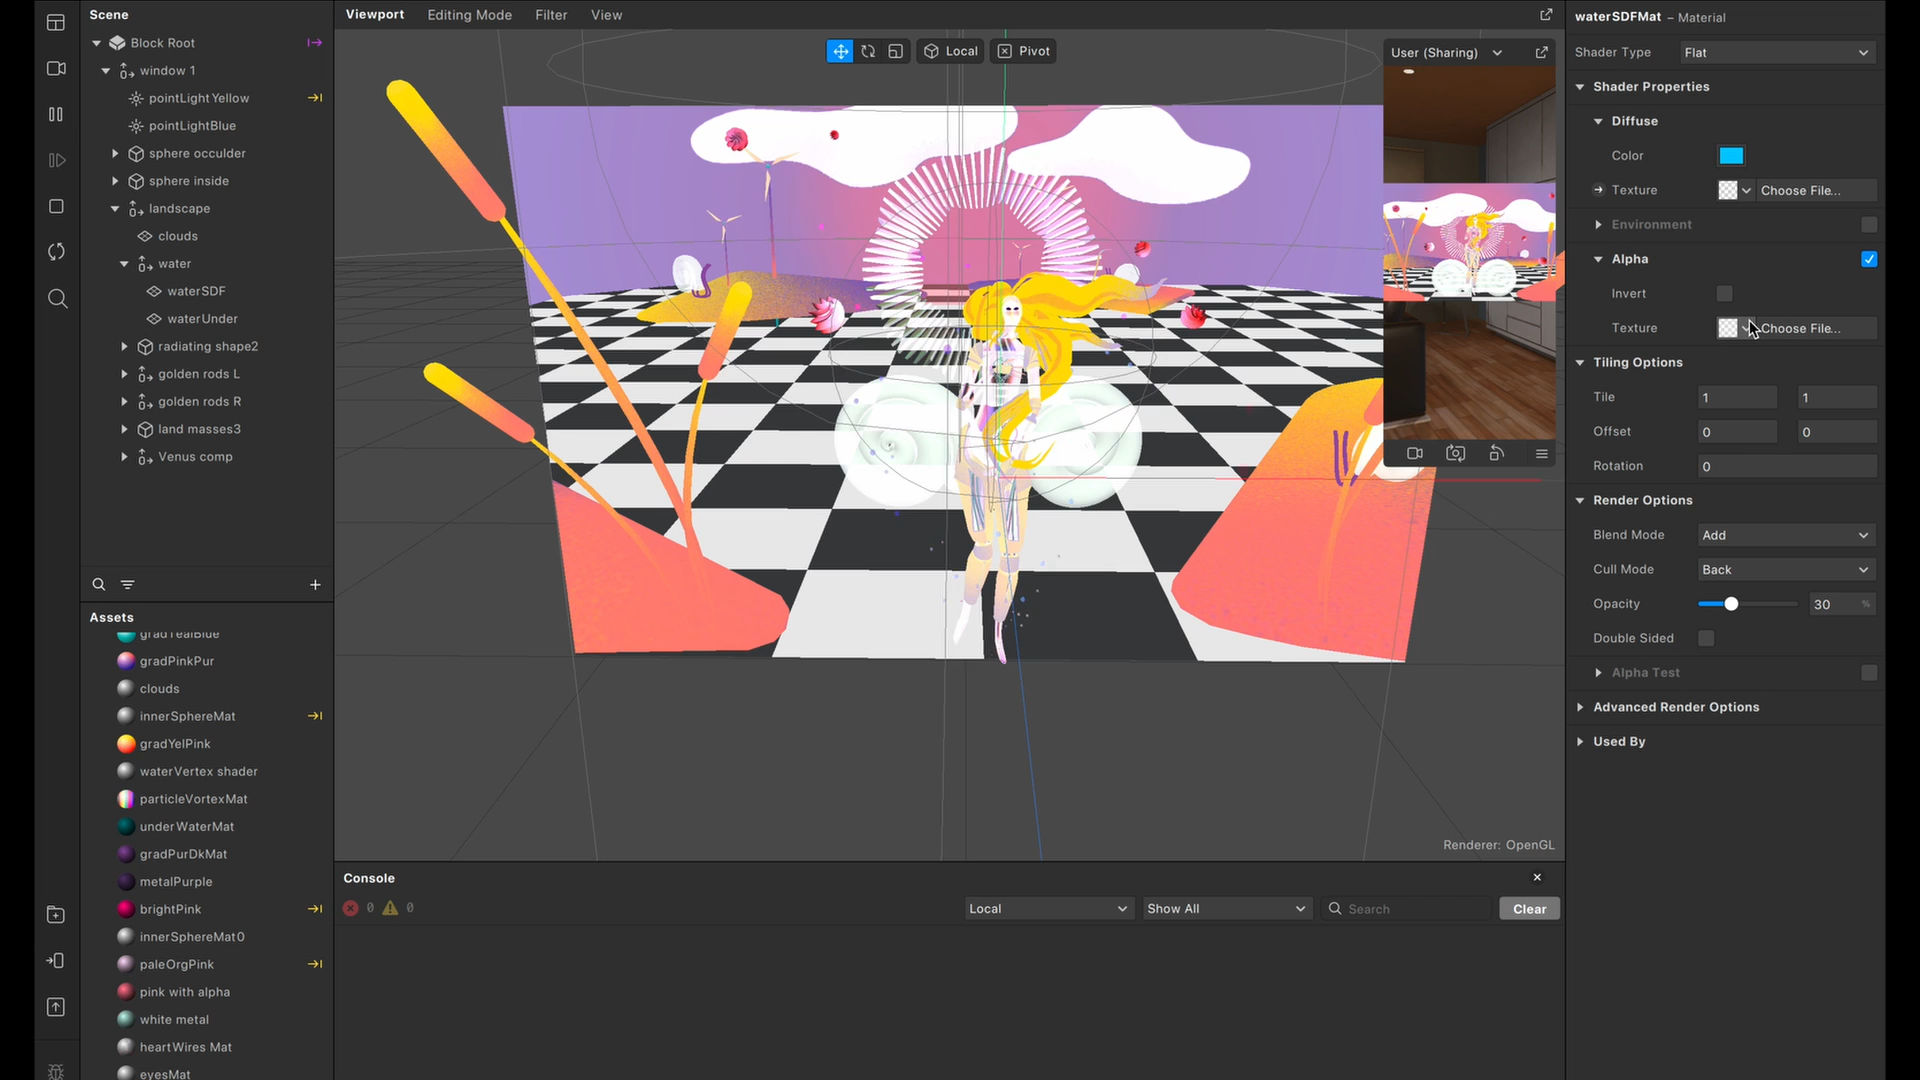 Scene
Block Root
window 1
pointLightYellow
pointLightBlue
sphere occulder
sphere inside
landscape
clouds
water
waterSDF
waterUnder
radiating shape2
golden rods L
golden rods R
land masses3
Venus comp
Assets
gradTealBlue
gradPinkPur
clouds
innerSphereMat
gradYelPink
waterVertex shader
particleVortexMat
underWaterMat
gradPurDkMat
metalPurple
brightPink
innerSphereMat0
paleOrgPink
pink with alpha
white metal
heartWires Mat
eyesMat
Viewport Editing Mode Filter View
Local Pivot
User (Sharing)
Renderer: OpenGL
Console
0 0
Local Show All Search Clear
waterSDFMat – Material
Shader Type Flat
Shader Properties
Diffuse
Color
Texture Choose File...
Environment
Alpha
Invert
Texture Choose File...
Tiling Options
Tile 1 1
Offset 0 0
Rotation 0
Render Options
Blend Mode Add
Cull Mode Back
Opacity 30 %
Double Sided
Alpha Test
Advanced Render Options
Used By